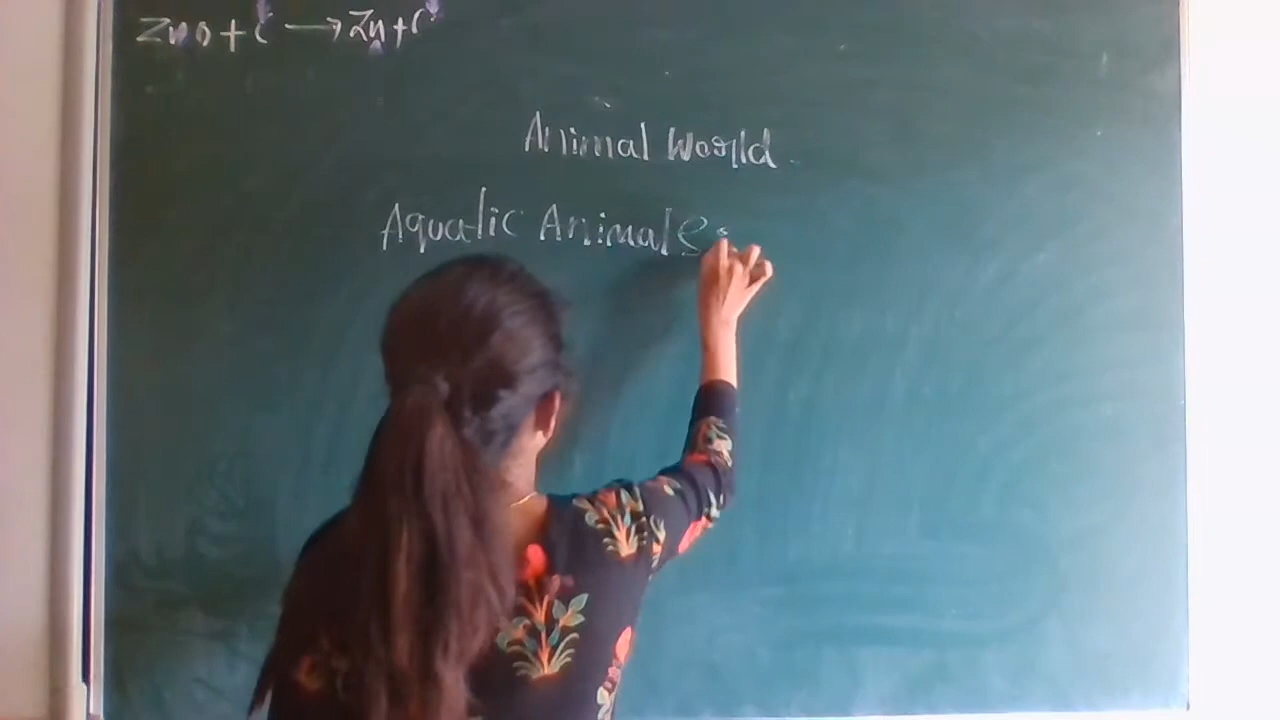 ZnO + C → Zn + C
Animal World
Aquatic Animals